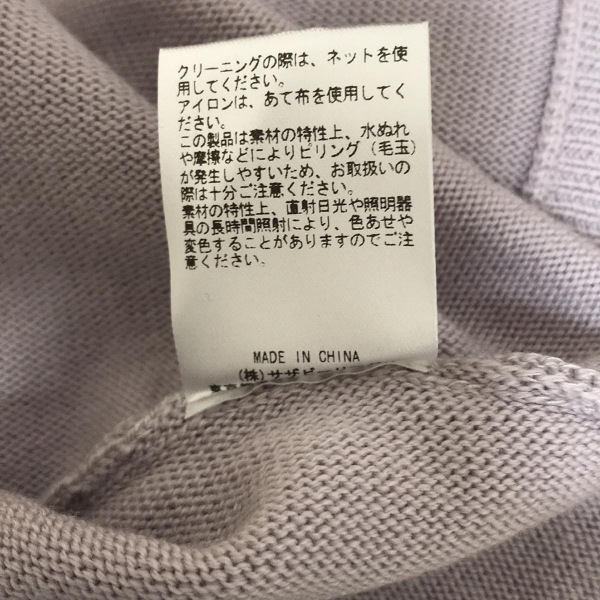 クリーニングの際は、ネットを使
用してください。
アイロンは、あて布を使用してく
ださい。
この製品は素材の特性上、水ぬれ
や摩擦などによりピリング（毛玉）
が発生しやすいため、お取扱いの
際は十分ご注意ください。
素材の特性上、直射日光や照明器
具の長時間照射により、色あせや
変色することがありますのでご注
意ください。
MADE IN CHINA
(株)サザビー